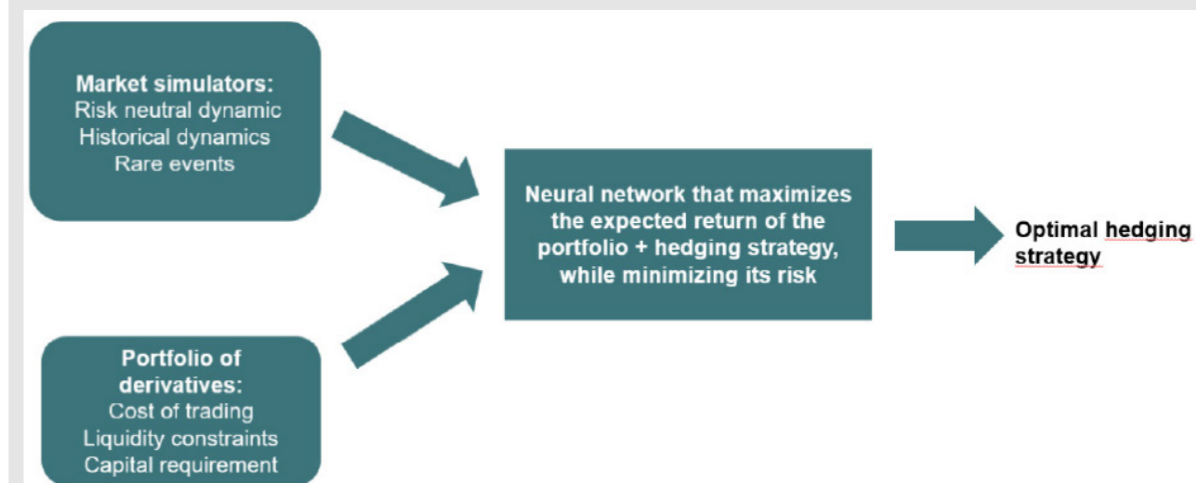 Market simulators:
Risk neutral dynamic
Historical dynamics
Rare events
Portfolio of
derivatives:
Cost of trading
Liquidity constraints
Capital requirement
Neural network that maximizes
the expected return of the
portfolio + hedging strategy,
while minimizing its risk
Optimal hedging
strategy